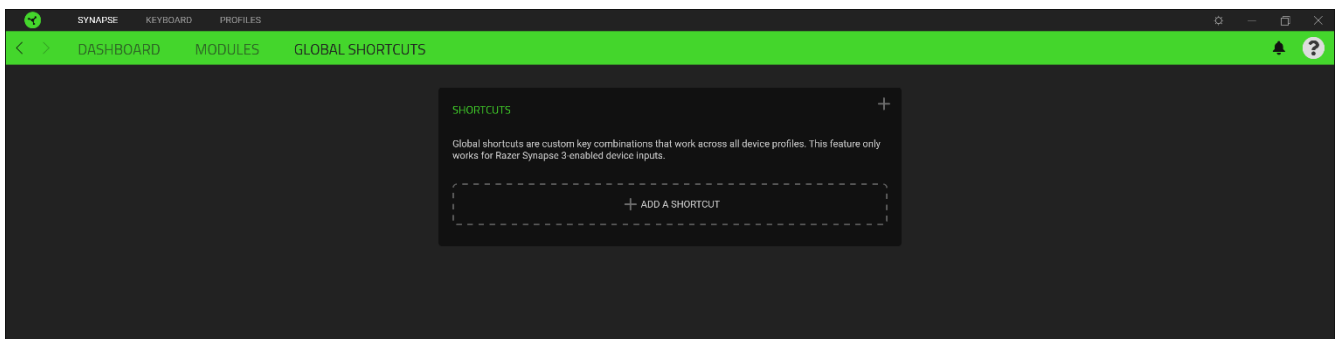 SYNAPSE KEYBOARD PROFILES
DASHBOARD MODULES GLOBAL SHORTCUTS
SHORTCUTS
Global shortcuts are custom key combinations that work across all device profiles. This feature only
works for Razer Synapse 3-enabled device inputs.
ADD A SHORTCUT